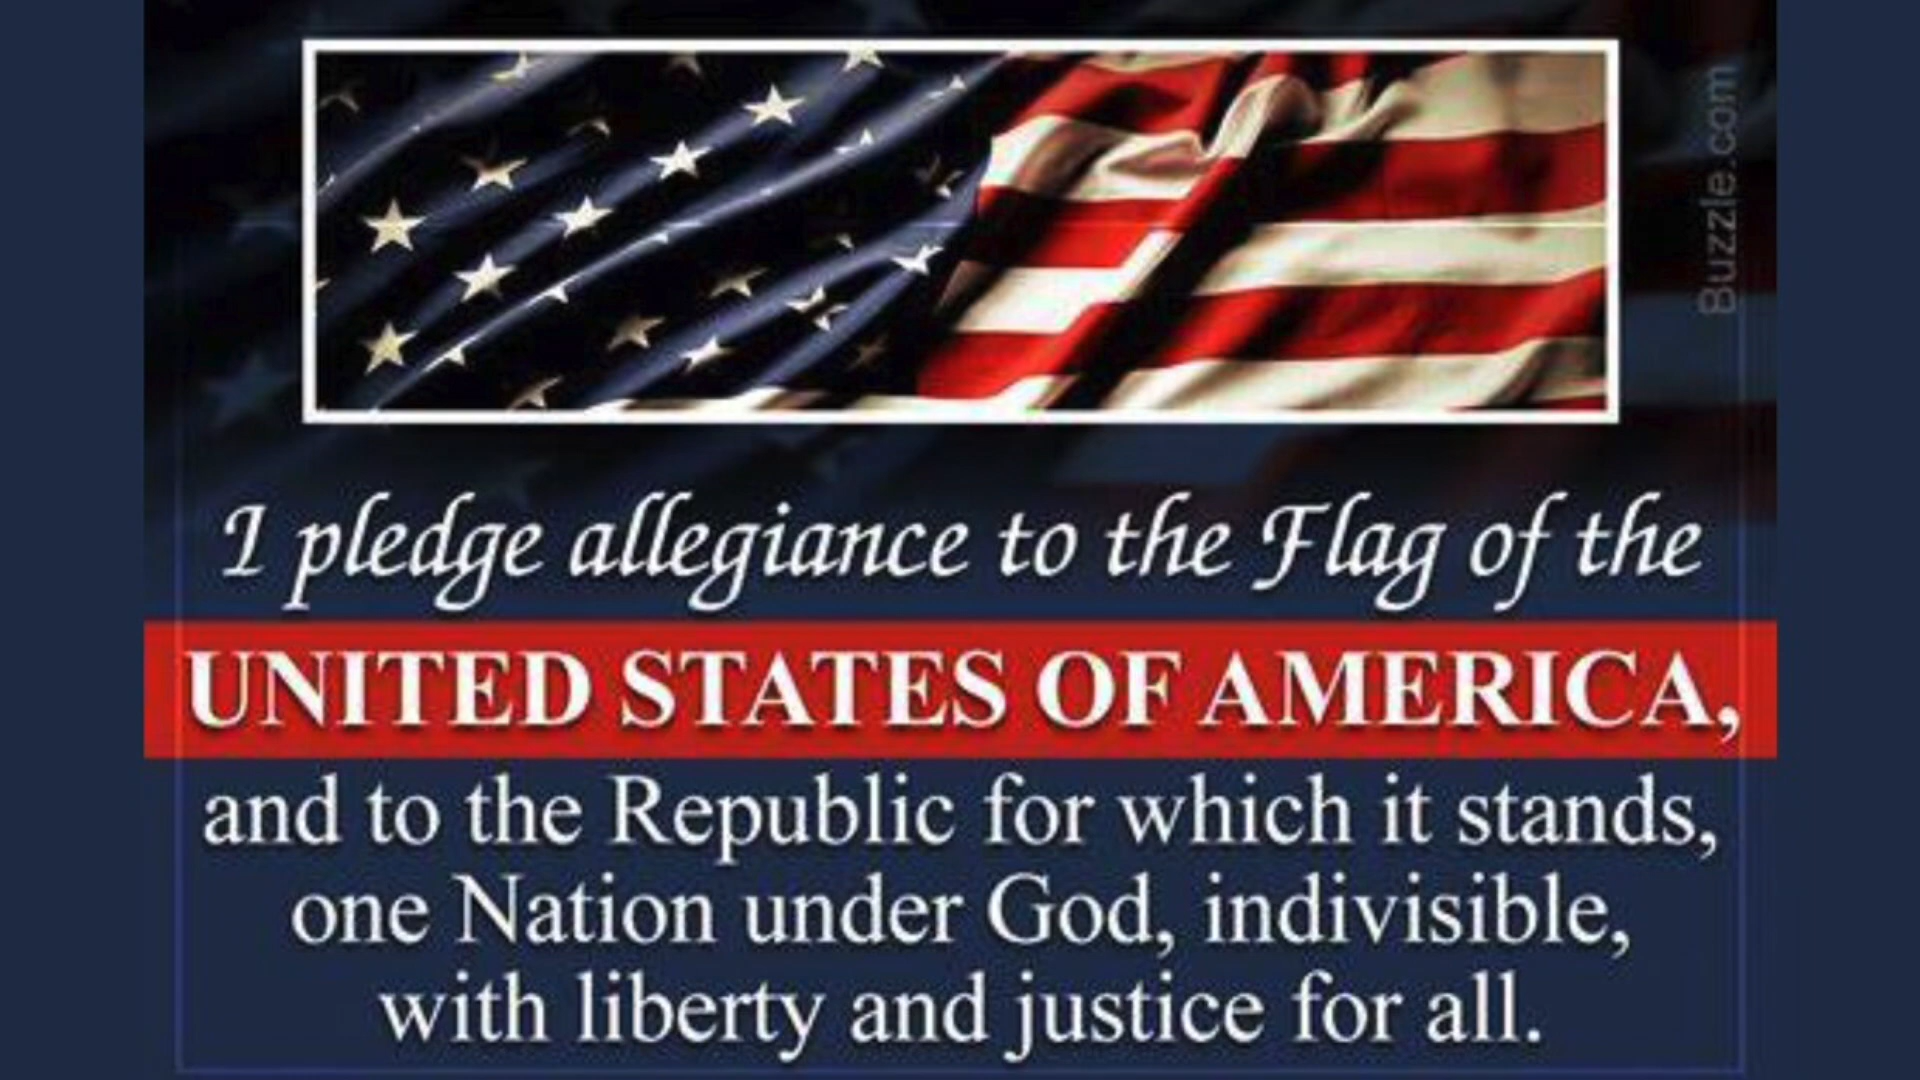 Buzzle.com
I pledge allegiance to the Flag of the
UNITED STATES OF AMERICA,
and to the Republic for which it stands,
one Nation under God, indivisible,
with liberty and justice for all.